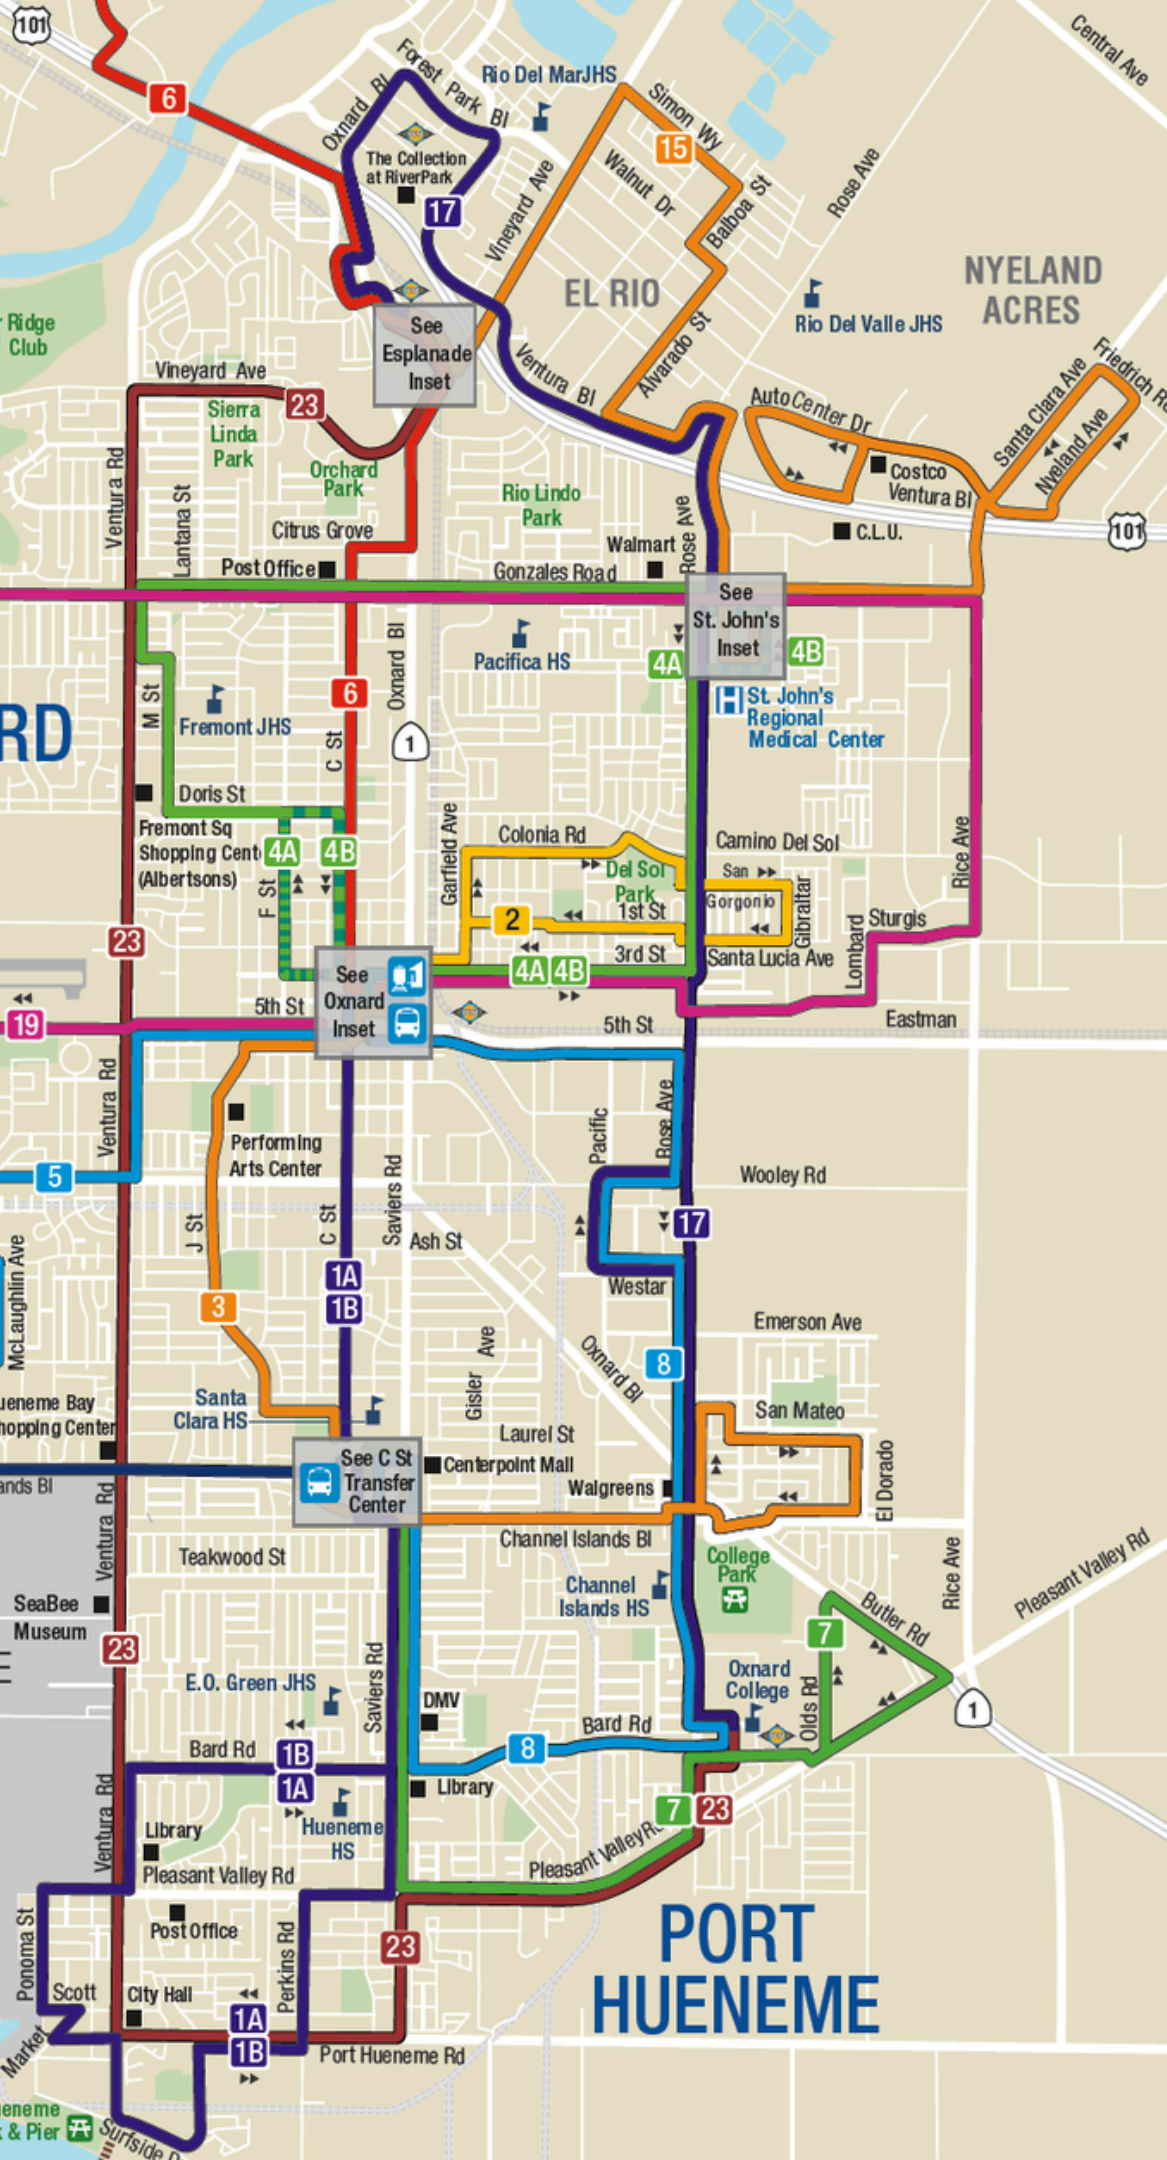 101
Central Ave
Forest Park Bl
Rio Del MarJHS
6
Oxnard Bl
Simon Wy
15
The Collection
at RiverPark
Walnut Dr
Rose Ave
Vineyard Ave
Balboa St
17
EL RIO
NYELAND
ACRES
Ridge
Club
See
Esplanade
Inset
Rio Del Valle JHS
Alvarado St
Ventura Bl
Vineyard Ave
23
Sierra
Linda
Park
Friedrich R
Santa Clara Ave
Nyeland Ave
AutoCenter Dr
Costco
Ventura Bl
Orchard
Park
Ventura Rd
Lantana St
Rio Lindo
Park
Citrus Grove
C.L.U.
101
Walmart
Rose Ave
Post Office
Gonzales Road
See
St. John's
Inset
Oxnard Bl
Pacifica HS
4A
4B
M St
6
Fremont JHS
St. John's
Regional
Medical Center
RD
C St
1
Doris St
Fremont Sq
Shopping Cent
(Albertsons)
4A
4B
Garfield Ave
Colonia Rd
Camino Del Sol
Del Sol
Park
San
Gorgonio
Gibraltar
Rice Ave
F St
2
1st St
Lombard
Sturgis
23
See
Oxnard
Inset
3rd St
4A
4B
Santa Lucia Ave
5th St
19
5th St
Eastman
Ventura Rd
Performing
Arts Center
Pacific
Rose Ave
5
Saviers Rd
Wooley Rd
J St
C St
17
McLaughlin Ave
Ash St
1A
1B
Westar
3
Emerson Ave
Gisler Ave
Oxnard Bl
8
Santa
Clara HS
San Mateo
ueneme Bay
hopping Center
Laurel St
See C St
Transfer
Center
Centerpoint Mall
Walgreens
El Dorado
ands Bl
Ventura Rd
Channel Islands Bl
Teakwood St
College
Park
Rice Ave
Pleasant Valley Rd
Channel
Islands HS
SeaBee
Museum
Butler Rd
7
23
E.O. Green JHS
Saviers Rd
DMV
Oxnard
College
Olds Rd
1
Bard Rd
8
Bard Rd
1B
1A
Library
Ventura Rd
Hueneme
HS
7
23
Library
Pleasant Valley Rd
Pleasant Valley R
Post Office
PORT
HUENEME
Ponoma St
Perkins Rd
23
Scott
City Hall
Market
1A
1B
Port Hueneme Rd
eneme
& Pier
Surfside D